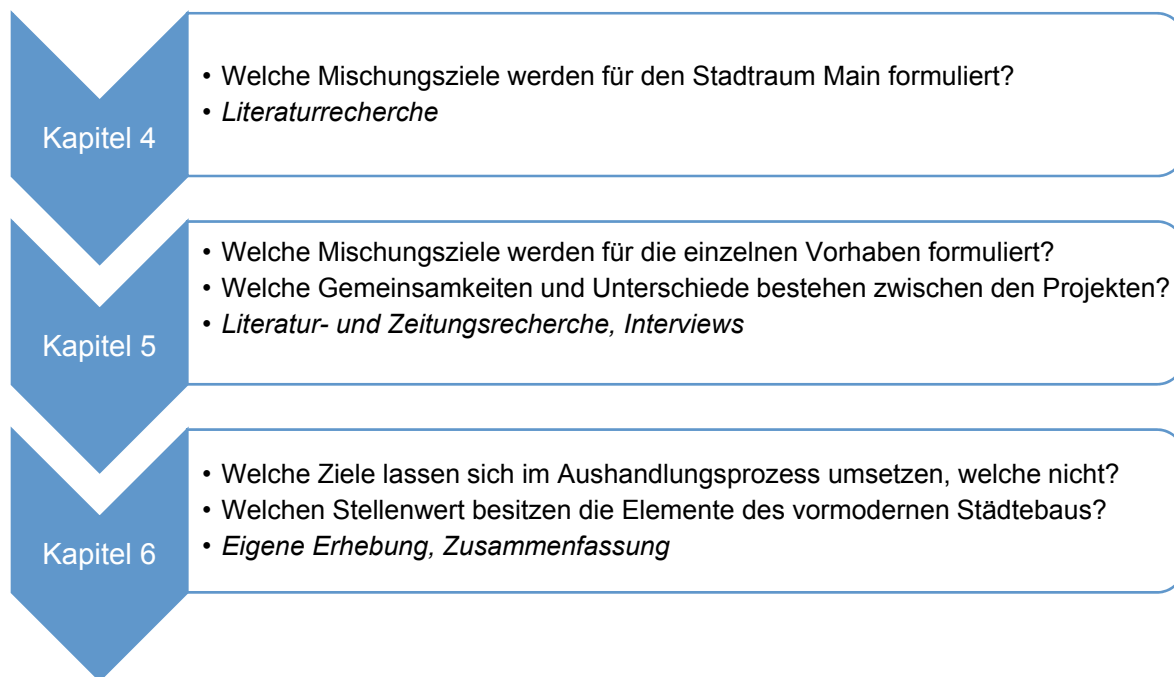 Kapitel 4
• Welche Mischungsziele werden für den Stadtraum Main formuliert?
• Literaturrecherche
Kapitel 5
• Welche Mischungsziele werden für die einzelnen Vorhaben formuliert?
• Welche Gemeinsamkeiten und Unterschiede bestehen zwischen den Projekten?
• Literatur- und Zeitungsrecherche, Interviews
Kapitel 6
• Welche Ziele lassen sich im Aushandlungsprozess umsetzen, welche nicht?
• Welchen Stellenwert besitzen die Elemente des vormodernen Städtebaus?
• Eigene Erhebung, Zusammenfassung